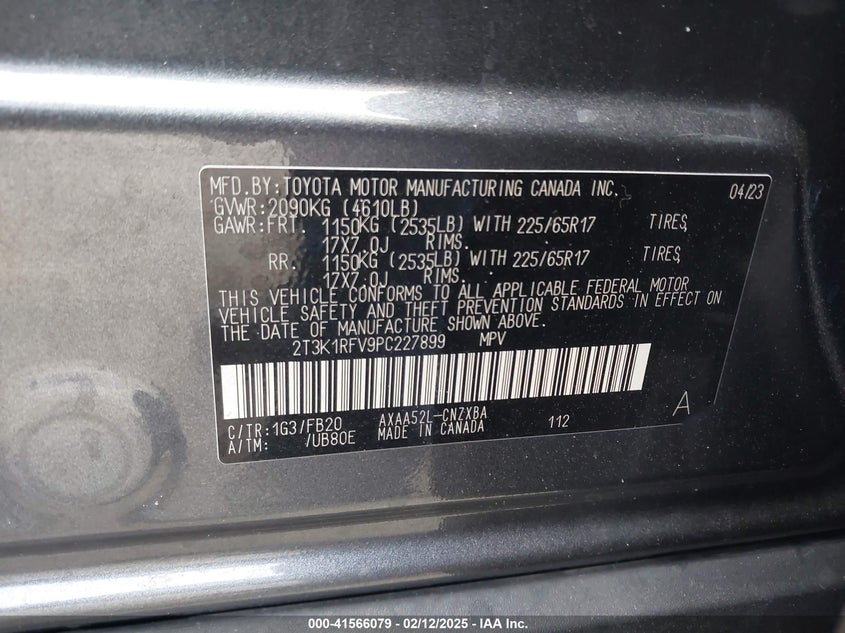 MFD.BY:TOYOTA MOTOR MANUFACTURING CANADA INC. 04/23
GVWR:2090KG (4610LB)
GAWR:FRT. 1150KG (2535LB) WITH 225/65R17 TIRES,
17X7.0J RIMS.
RR. 1150KG (2535LB) WITH 225/65R17 TIRES,
17X7.0J RIMS.
THIS VEHICLE CONFORMS TO ALL APPLICABLE FEDERAL MOTOR
VEHICLE SAFETY AND THEFT PREVENTION STANDARDS IN EFFECT ON
THE DATE OF MANUFACTURE SHOWN ABOVE.
2T3K1RFV9PC227899 MPV
C/TR:1G3/FB20 AXAA52L-CNZXBA A
A/TM: /UB80E MADE IN CANADA 112
000-41566079 - 02/12/2025 - IAA Inc.